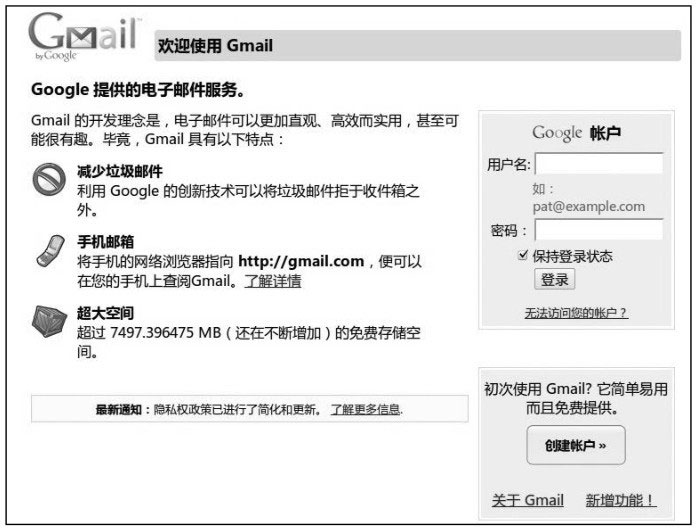 Gmail
by Google
欢迎使用 Gmail
Google 提供的电子邮件服务。
Gmail 的开发理念是，电子邮件可以更加直观、高效而实用，甚至可
能很有趣。毕竟，Gmail 具有以下特点：
减少垃圾邮件
利用 Google 的创新技术可以将垃圾邮件拒于收件箱之
外。
手机邮箱
将手机的网络浏览器指向 http://gmail.com，便可以
在您的手机上查阅Gmail。了解详情
超大空间
超过 7497.396475 MB（还在不断增加）的免费存储空
间。
最新通知：隐私权政策已进行了简化和更新。 了解更多信息.
Google 帐户
用户名:
如：
pat@example.com
密码：
保持登录状态
登录
无法访问您的帐户？
初次使用 Gmail? 它简单易用
而且免费提供。
创建帐户 »
关于 Gmail 新增功能！